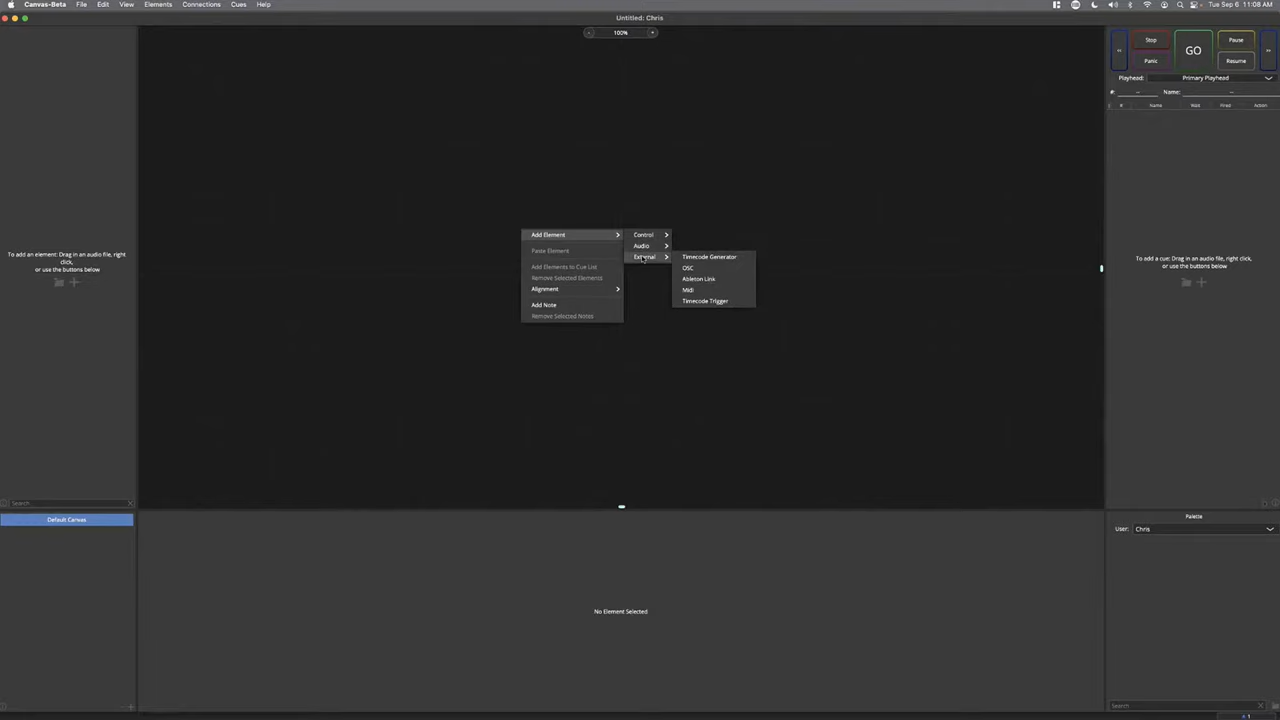 Canvas-Beta File Edit View Elements Connections Cues Help
Tue Sep 6 11:08 AM
Untitled: Chris
- 100% +
Stop
Panic
GO
Pause
Resume
Playhead: Primary Playhead
#: -- Name: --
# Name Wait Fired Action
To add an element: Drag in an audio file, right
click,
or use the buttons below
Add Element
Paste Element
Add Elements to Cue List
Remove Selected Elements
Alignment
Add Note
Remove Selected Notes
Control
Audio
External
Timecode Generator
OSC
Ableton Link
Midi
Timecode Trigger
To add a cue: Drag in an audio file,
right click,
or use the buttons below
Search
Default Canvas
No Element Selected
Palette
User: Chris
Search
1